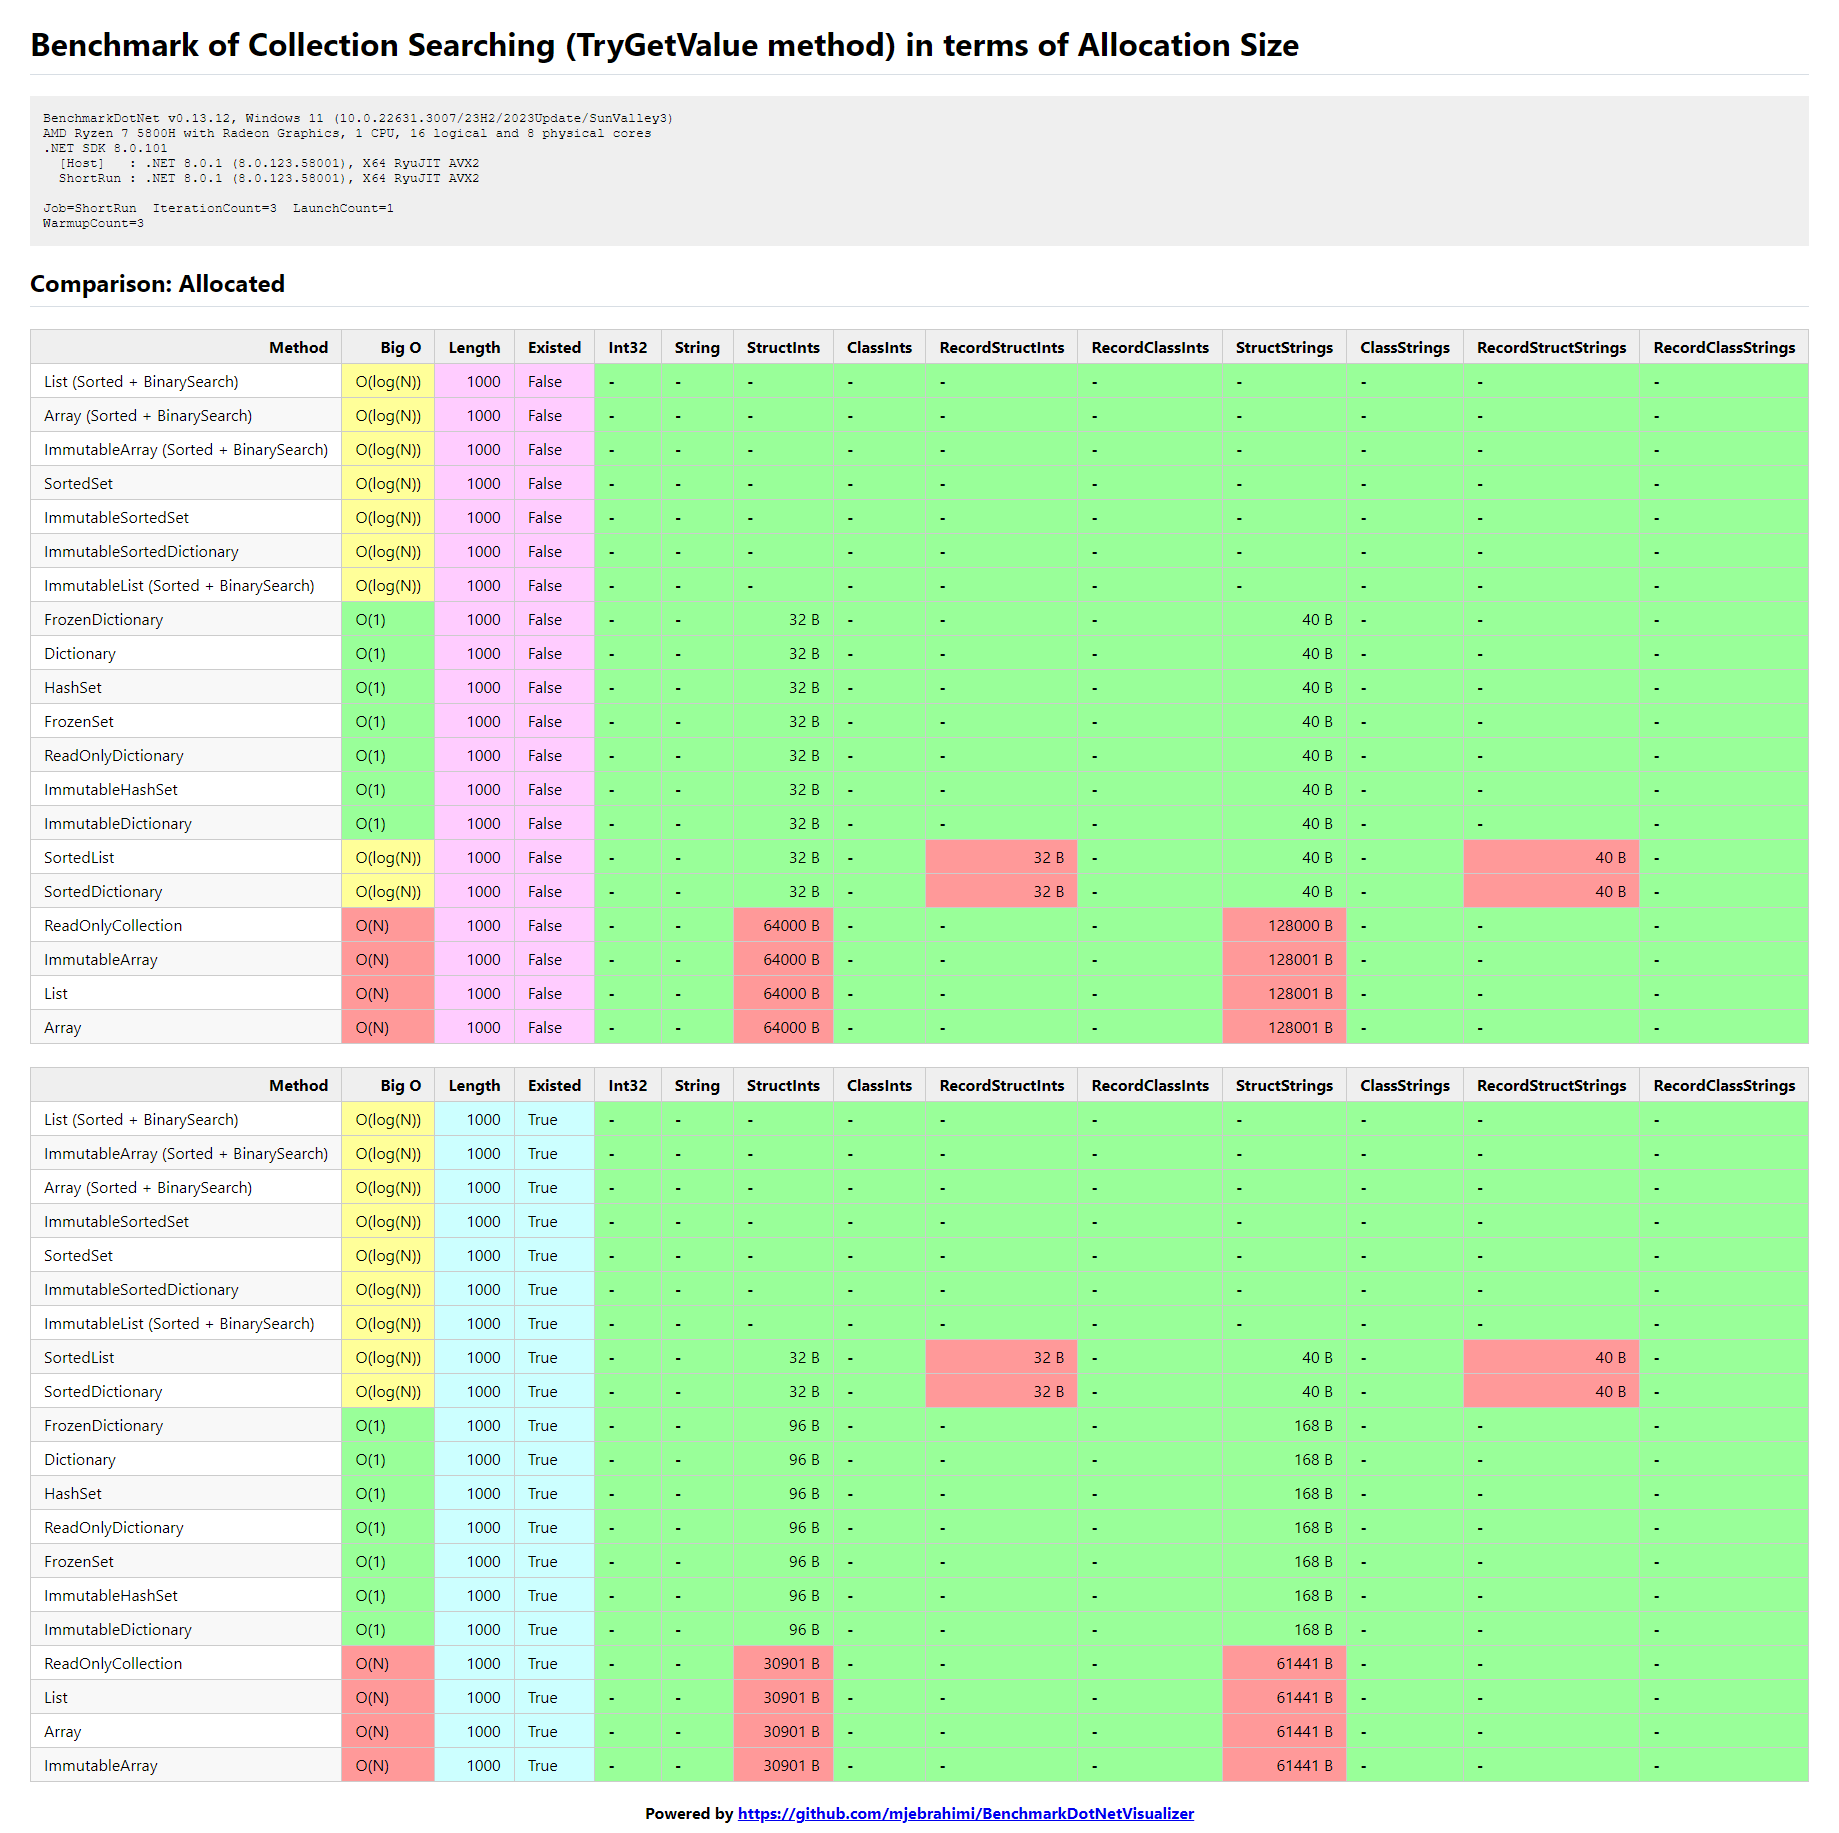 Benchmark of Collection Searching (TryGetValue method) in terms of Allocation Size
BenchmarkDotNet v0.13.12, Windows 11 (10.0.22631.3007/23H2/2023Update/SunValley3)
AMD Ryzen 7 5800H with Radeon Graphics, 1 CPU, 16 logical and 8 physical cores
.NET SDK 8.0.101
[Host]   : .NET 8.0.1 (8.0.123.58001), X64 RyuJIT AVX2
ShortRun : .NET 8.0.1 (8.0.123.58001), X64 RyuJIT AVX2
Job=ShortRun  IterationCount=3  LaunchCount=1
WarmupCount=3
Comparison: Allocated
Method Big O Length Existed Int32 String StructInts ClassInts RecordStructInts RecordClassInts StructStrings ClassStrings RecordStructStrings RecordClassStrings
List (Sorted + BinarySearch) O(log(N)) 1000 False - - - - - - - - - -
Array (Sorted + BinarySearch) O(log(N)) 1000 False - - - - - - - - - -
ImmutableArray (Sorted + BinarySearch) O(log(N)) 1000 False - - - - - - - - - -
SortedSet O(log(N)) 1000 False - - - - - - - - - -
ImmutableSortedSet O(log(N)) 1000 False - - - - - - - - - -
ImmutableSortedDictionary O(log(N)) 1000 False - - - - - - - - - -
ImmutableList (Sorted + BinarySearch) O(log(N)) 1000 False - - - - - - - - - -
FrozenDictionary O(1) 1000 False - - 32 B - - - 40 B - - -
Dictionary O(1) 1000 False - - 32 B - - - 40 B - - -
HashSet O(1) 1000 False - - 32 B - - - 40 B - - -
FrozenSet O(1) 1000 False - - 32 B - - - 40 B - - -
ReadOnlyDictionary O(1) 1000 False - - 32 B - - - 40 B - - -
ImmutableHashSet O(1) 1000 False - - 32 B - - - 40 B - - -
ImmutableDictionary O(1) 1000 False - - 32 B - - - 40 B - - -
SortedList O(log(N)) 1000 False - - 32 B - 32 B - 40 B - 40 B -
SortedDictionary O(log(N)) 1000 False - - 32 B - 32 B - 40 B - 40 B -
ReadOnlyCollection O(N) 1000 False - - 64000 B - - - 128000 B - - -
ImmutableArray O(N) 1000 False - - 64000 B - - - 128001 B - - -
List O(N) 1000 False - - 64000 B - - - 128001 B - - -
Array O(N) 1000 False - - 64000 B - - - 128001 B - - -
Method Big O Length Existed Int32 String StructInts ClassInts RecordStructInts RecordClassInts StructStrings ClassStrings RecordStructStrings RecordClassStrings
List (Sorted + BinarySearch) O(log(N)) 1000 True - - - - - - - - - -
ImmutableArray (Sorted + BinarySearch) O(log(N)) 1000 True - - - - - - - - - -
Array (Sorted + BinarySearch) O(log(N)) 1000 True - - - - - - - - - -
ImmutableSortedSet O(log(N)) 1000 True - - - - - - - - - -
SortedSet O(log(N)) 1000 True - - - - - - - - - -
ImmutableSortedDictionary O(log(N)) 1000 True - - - - - - - - - -
ImmutableList (Sorted + BinarySearch) O(log(N)) 1000 True - - - - - - - - - -
SortedList O(log(N)) 1000 True - - 32 B - 32 B - 40 B - 40 B -
SortedDictionary O(log(N)) 1000 True - - 32 B - 32 B - 40 B - 40 B -
FrozenDictionary O(1) 1000 True - - 96 B - - - 168 B - - -
Dictionary O(1) 1000 True - - 96 B - - - 168 B - - -
HashSet O(1) 1000 True - - 96 B - - - 168 B - - -
ReadOnlyDictionary O(1) 1000 True - - 96 B - - - 168 B - - -
FrozenSet O(1) 1000 True - - 96 B - - - 168 B - - -
ImmutableHashSet O(1) 1000 True - - 96 B - - - 168 B - - -
ImmutableDictionary O(1) 1000 True - - 96 B - - - 168 B - - -
ReadOnlyCollection O(N) 1000 True - - 30901 B - - - 61441 B - - -
List O(N) 1000 True - - 30901 B - - - 61441 B - - -
Array O(N) 1000 True - - 30901 B - - - 61441 B - - -
ImmutableArray O(N) 1000 True - - 30901 B - - - 61441 B - - -
Powered by https://github.com/mjebrahimi/BenchmarkDotNetVisualizer